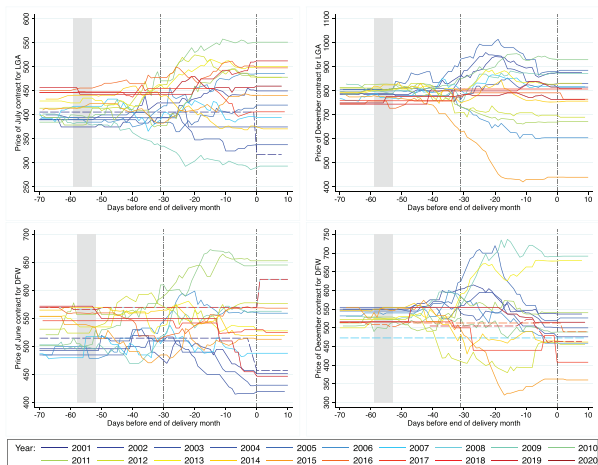 Price of July contract for LGA
250 300 350 400 450 500 550 600
-70 -60 -50 -40 -30 -20 -10 0 10
Days before end of delivery month
Price of December contract for LGA
400 500 600 700 800 900 1000 1100
-70 -60 -50 -40 -30 -20 -10 0 10
Days before end of delivery month
Price of June contract for DFW
400 450 500 550 600 650 700
-70 -60 -50 -40 -30 -20 -10 0 10
Days before end of delivery month
Price of December contract for DFW
300 350 400 450 500 550 600 650 700
-70 -60 -50 -40 -30 -20 -10 0 10
Days before end of delivery month
Year: 2001 2002 2003 2004 2005 2006 2007 2008 2009 2010
2011 2012 2013 2014 2015 2016 2017 2018 2019 2020